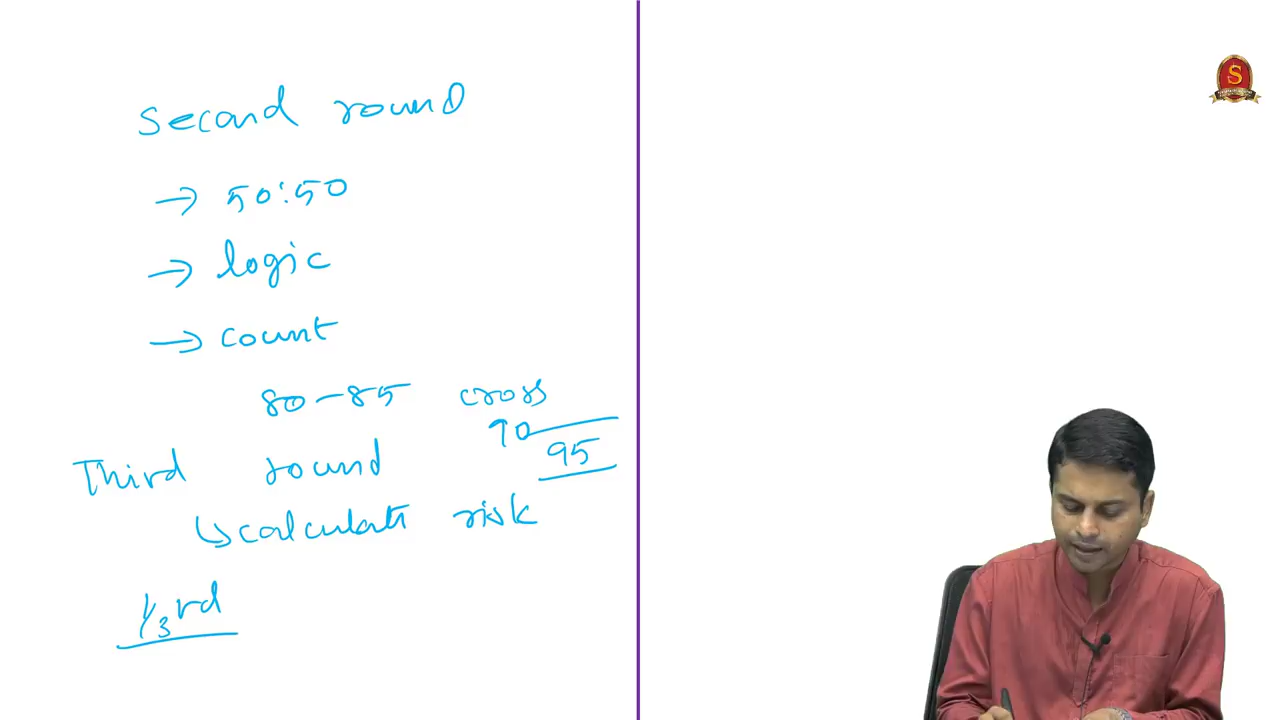 second round
→ 50:50
→ logic
→ count
80-85 cross
90
95
Third round
↳ calculate risk
1/3rd
S